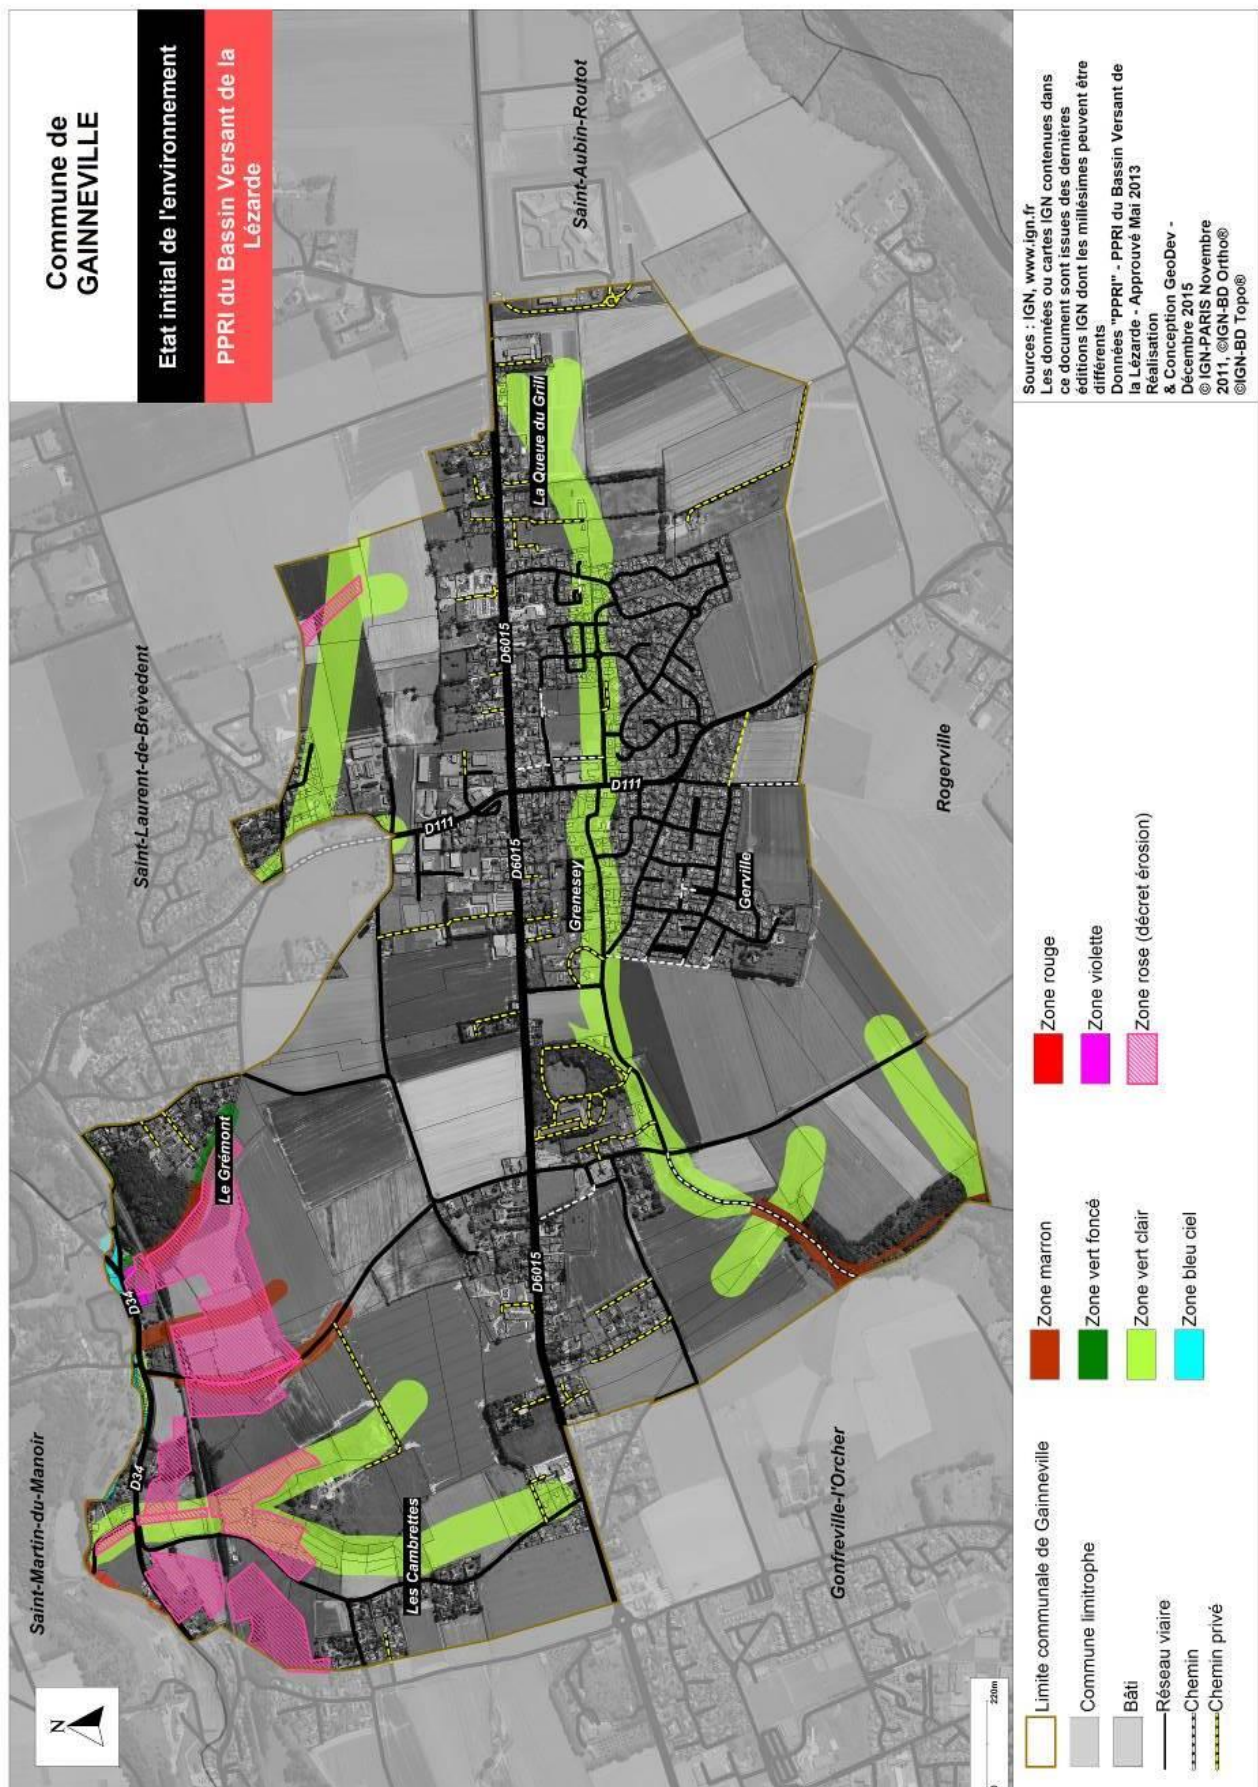 Commune de
GAINNEVILLE
Etat initial de l'environnement
PPRI du Bassin Versant de la
Lézarde
Saint-Martin-du-Manoir
Saint-Laurent-de-Brèvedent
Saint-Aubin-Routot
D34
D34
Le Grémont
Les Cambrettes
D111
D6015
D6015
D6015
La Queue du Grill
Grenesey
D111
Gerville
Gonfreville-l'Orcher
Rogerville
N
220m
Limite communale de Gainneville
Commune limitrophe
Bâti
Réseau viaire
Chemin
Chemin privé
Zone marron
Zone vert foncé
Zone vert clair
Zone bleu ciel
Zone rouge
Zone violette
Zone rose (décret érosion)
Sources : IGN, www.ign.fr
Les données ou cartes IGN contenues dans
ce document sont issues des dernières
éditions IGN dont les millésimes peuvent être
différents
Données "PPRI" - PPRI du Bassin Versant de
la Lézarde - Approuvé Mai 2013
Réalisation
& Conception GeoDev -
Décembre 2015
© IGN-PARIS Novembre
2011, ©IGN-BD Ortho®
©IGN-BD Topo®